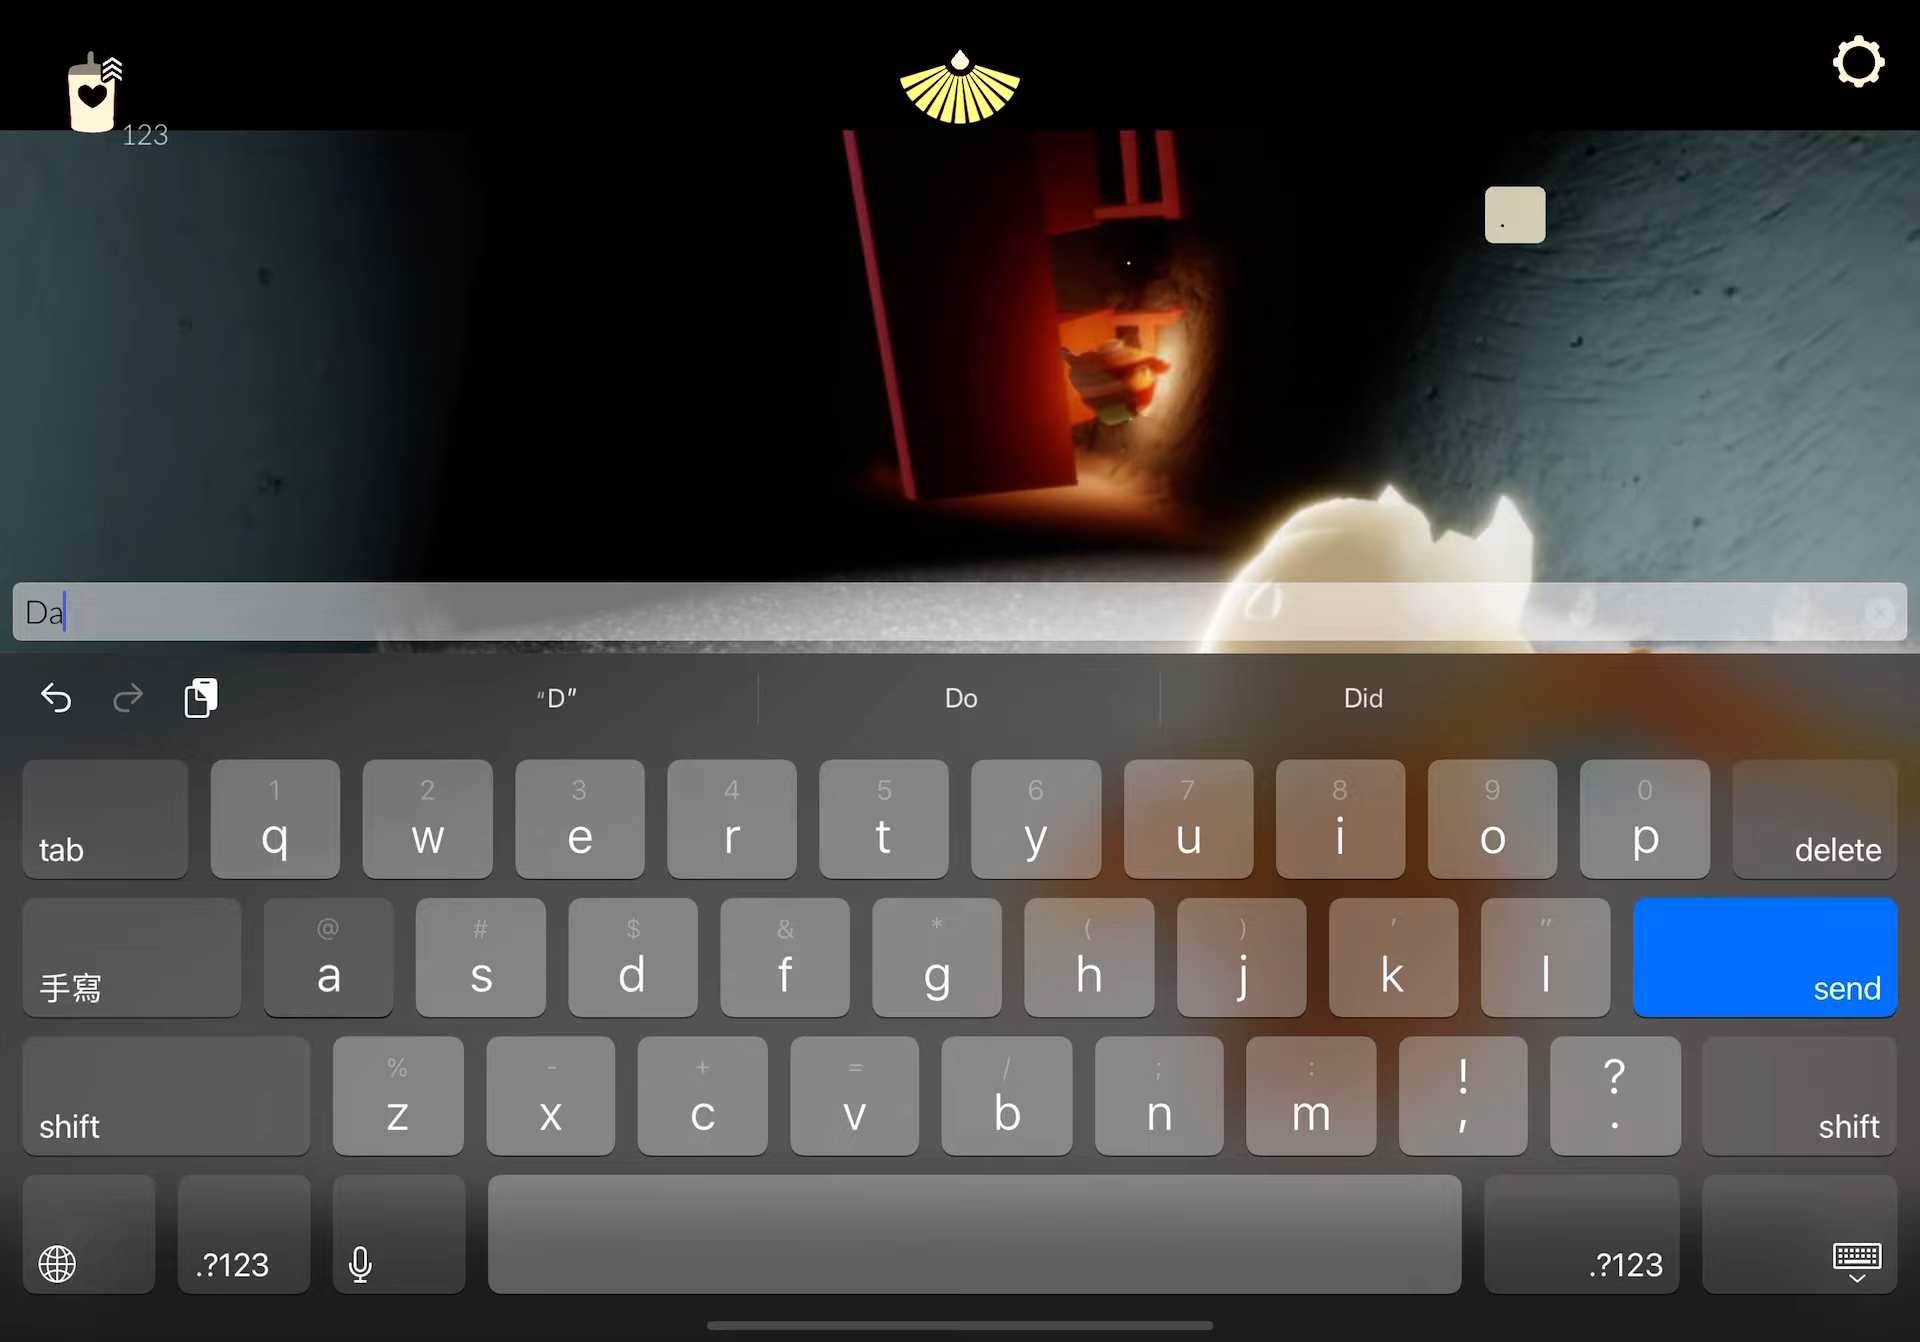 123
.
Da
"D" Do Did
tab 1 q 2 w 3 e 4 r 5 t 6 y 7 u 8 i 9 o 0 p delete
手寫 @ a # s $ d & f * g ( h ) j ' k " l send
shift % z - x + c = v / b ; n : m ! , ? . shift
.?123 .?123